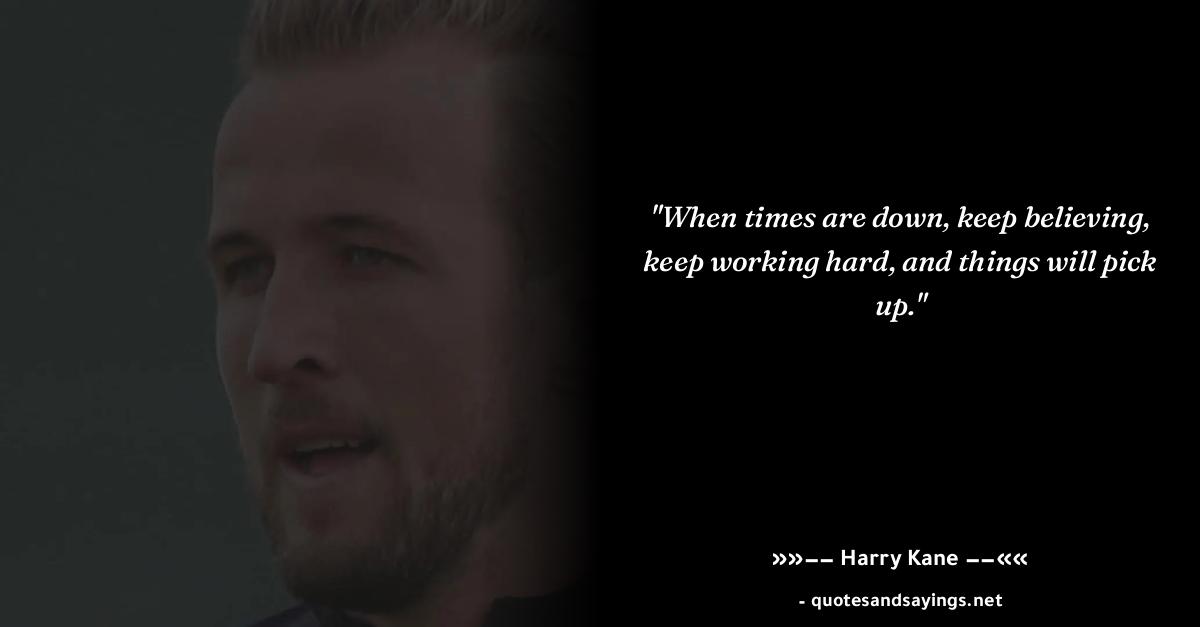 "When times are down, keep believing,
keep working hard, and things will pick
up."
»»–– Harry Kane ––««
- quotesandsayings.net